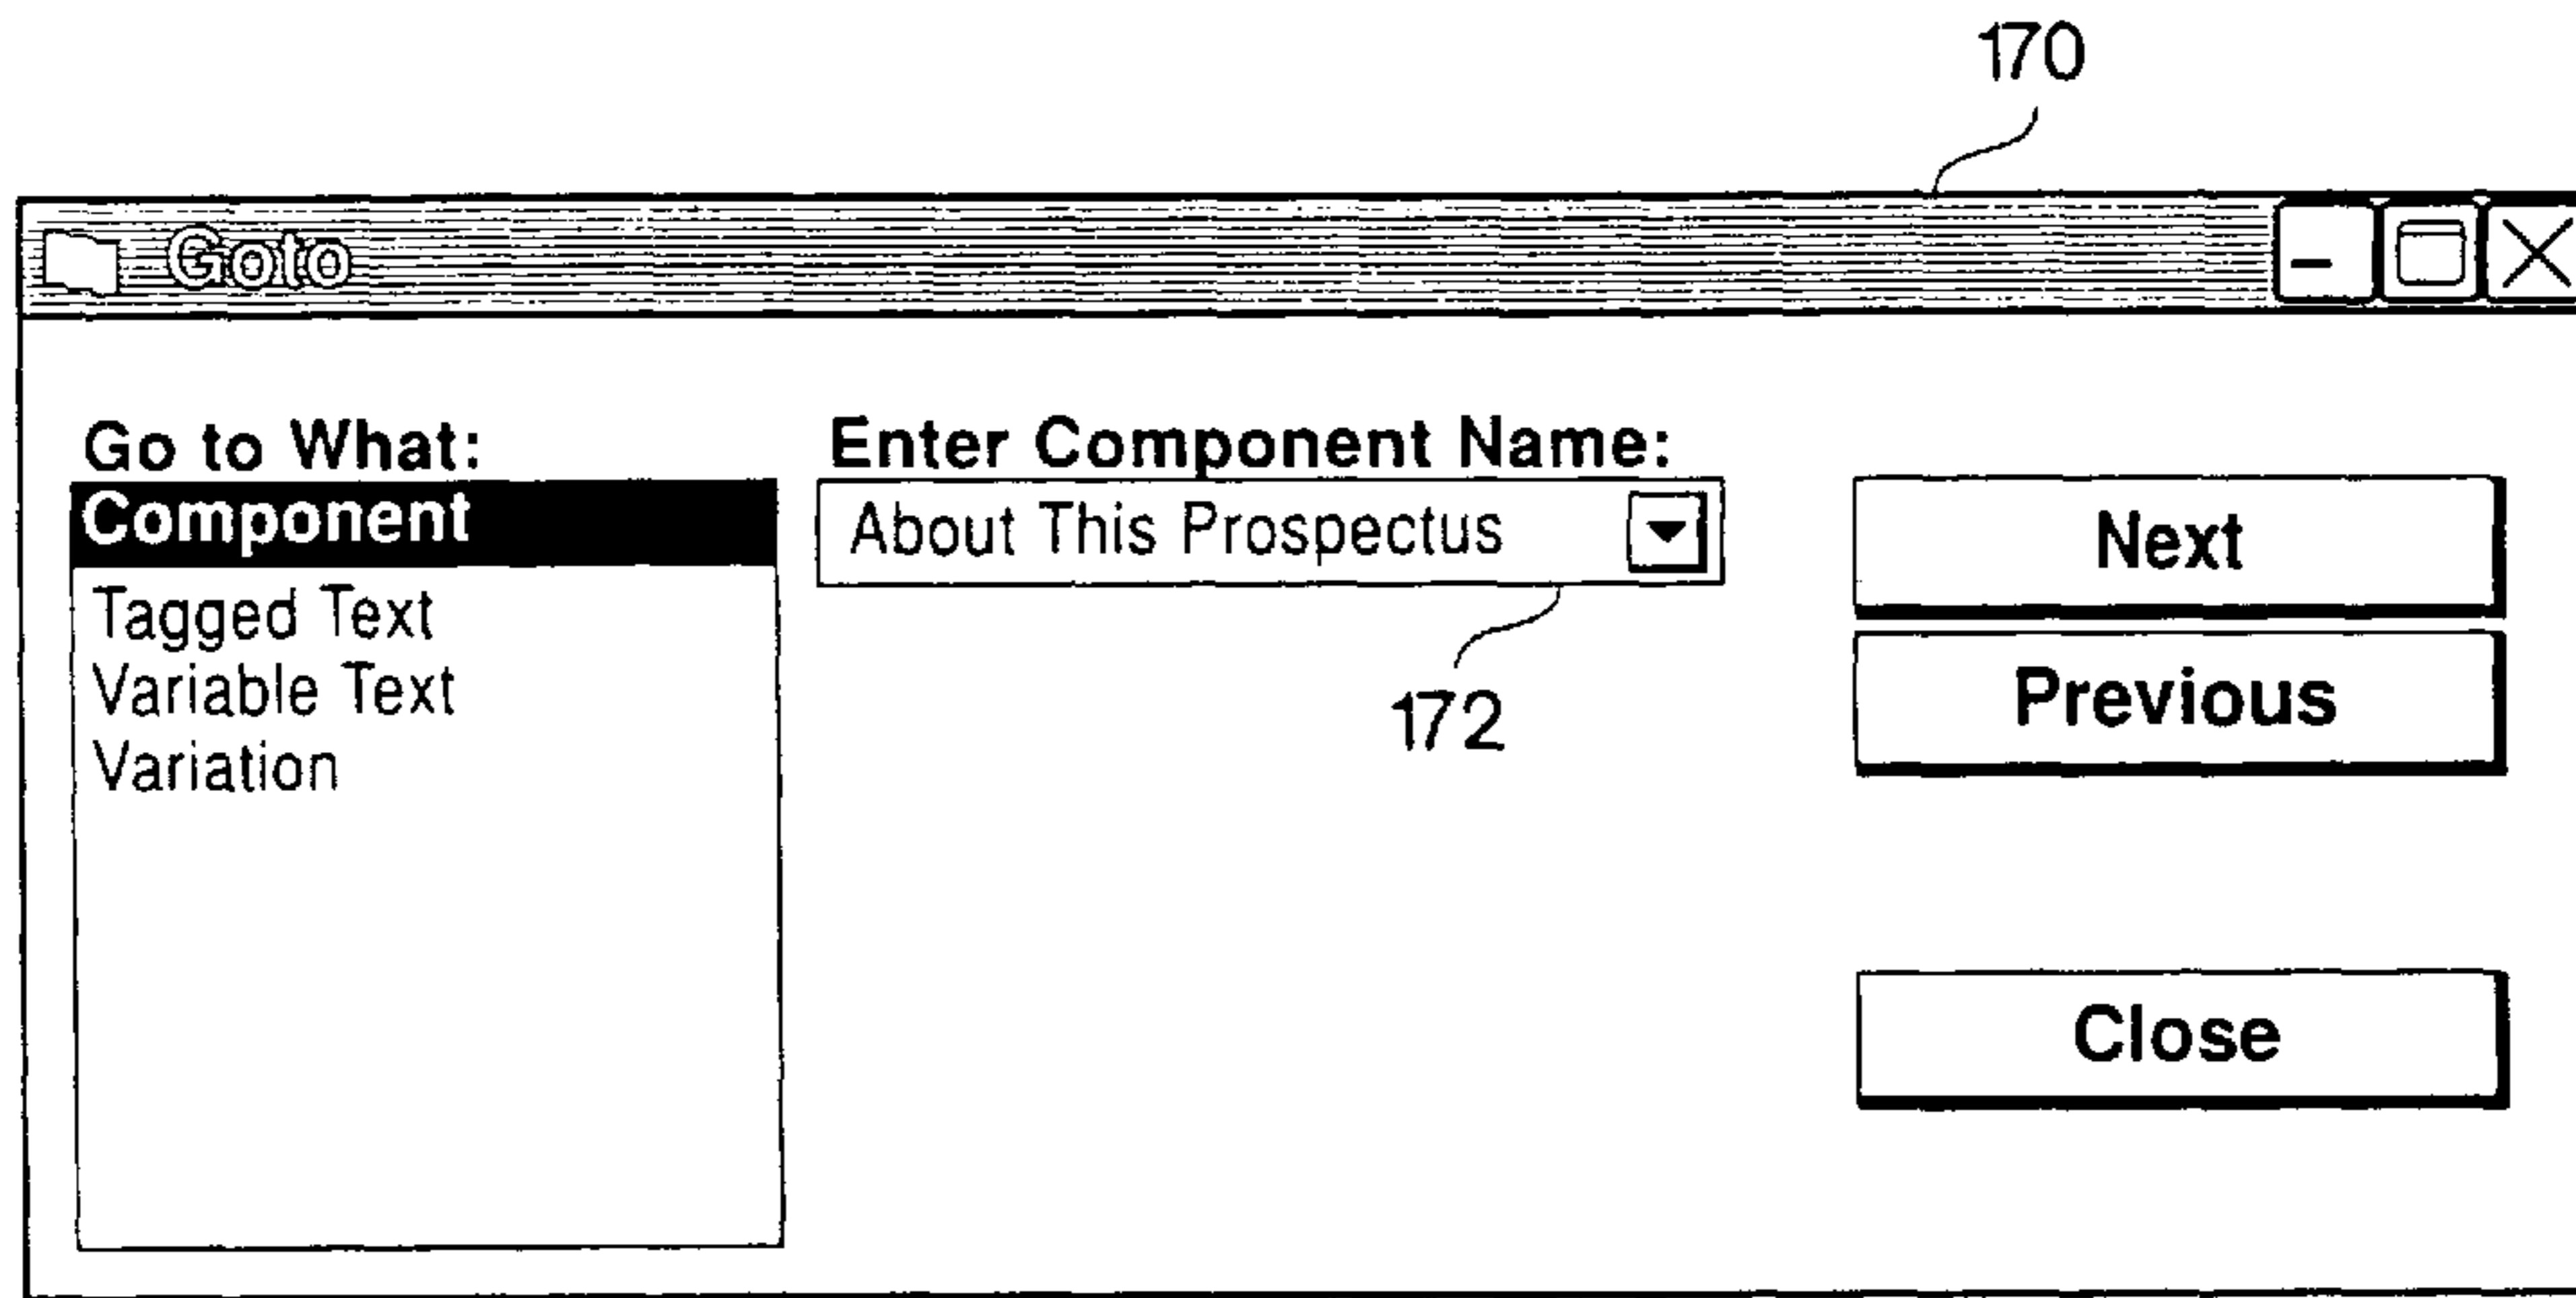 170
Goto
Go to What:
Component
Tagged Text
Variable Text
Variation
Enter Component Name:
About This Prospectus
172
Next
Previous
Close